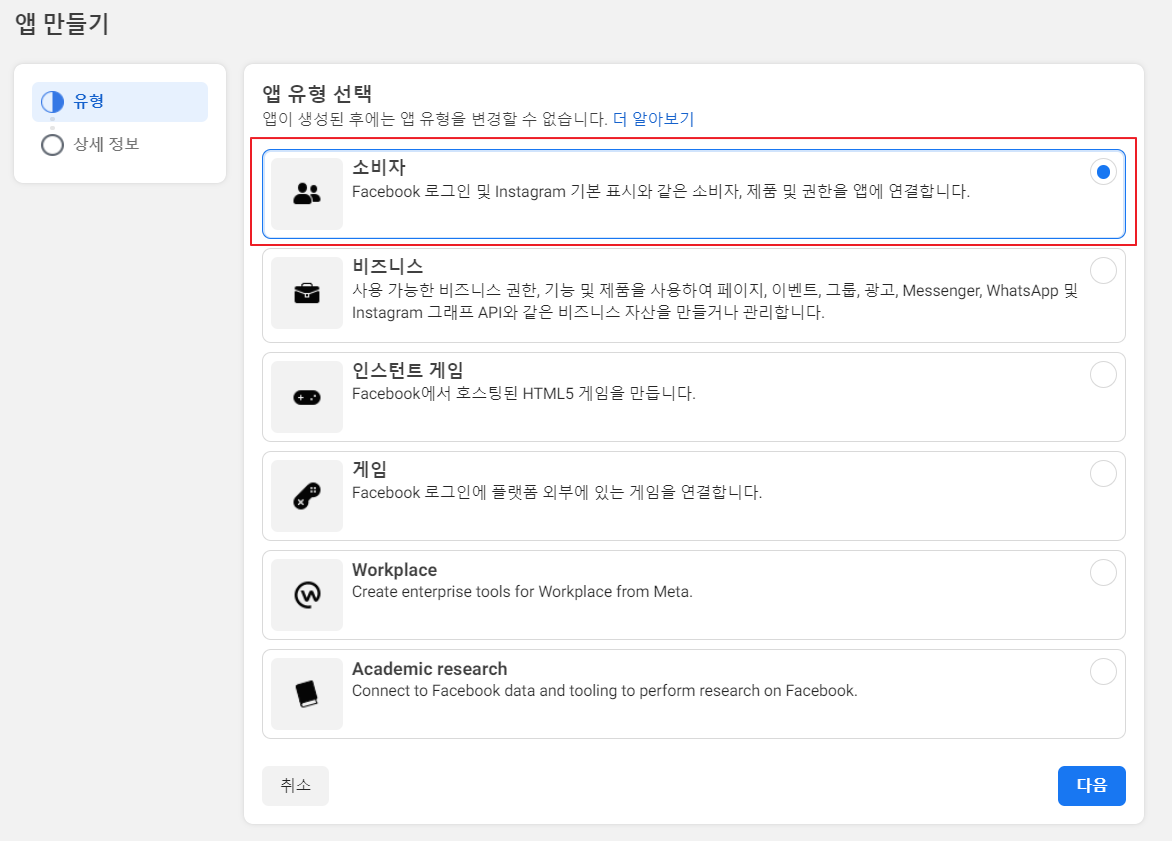 앱 만들기
유형
상세 정보
앱 유형 선택
앱이 생성된 후에는 앱 유형을 변경할 수 없습니다. 더 알아보기
소비자
Facebook 로그인 및 Instagram 기본 표시와 같은 소비자, 제품 및 권한을 앱에 연결합니다.
비즈니스
사용 가능한 비즈니스 권한, 기능 및 제품을 사용하여 페이지, 이벤트, 그룹, 광고, Messenger, WhatsApp 및
Instagram 그래프 API와 같은 비즈니스 자산을 만들거나 관리합니다.
인스턴트 게임
Facebook에서 호스팅된 HTML5 게임을 만듭니다.
게임
Facebook 로그인에 플랫폼 외부에 있는 게임을 연결합니다.
Workplace
Create enterprise tools for Workplace from Meta.
Academic research
Connect to Facebook data and tooling to perform research on Facebook.
취소
다음